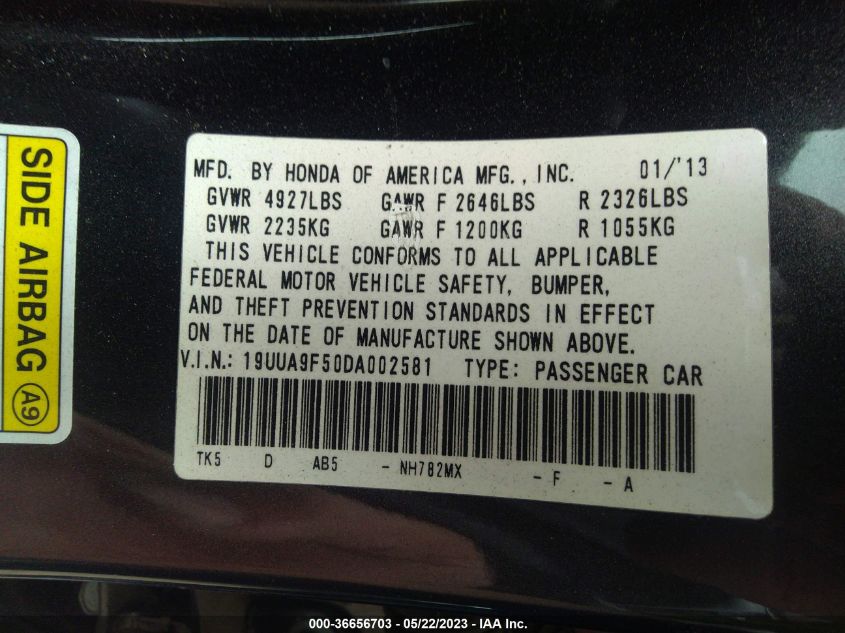 SIDE AIRBAG A9
MFD. BY HONDA OF AMERICA MFG., INC. 01/'13
GVWR 4927LBS GAWR F 2646LBS R 2326LBS
GVWR 2235KG GAWR F 1200KG R 1055KG
THIS VEHICLE CONFORMS TO ALL APPLICABLE
FEDERAL MOTOR VEHICLE SAFETY, BUMPER,
AND THEFT PREVENTION STANDARDS IN EFFECT
ON THE DATE OF MANUFACTURE SHOWN ABOVE.
V.I.N.: 19UUA9F50DA002581 TYPE: PASSENGER CAR
TK5 D AB5 - NH782MX - F - A
000-36656703 — 05/22/2023 — IAA Inc.